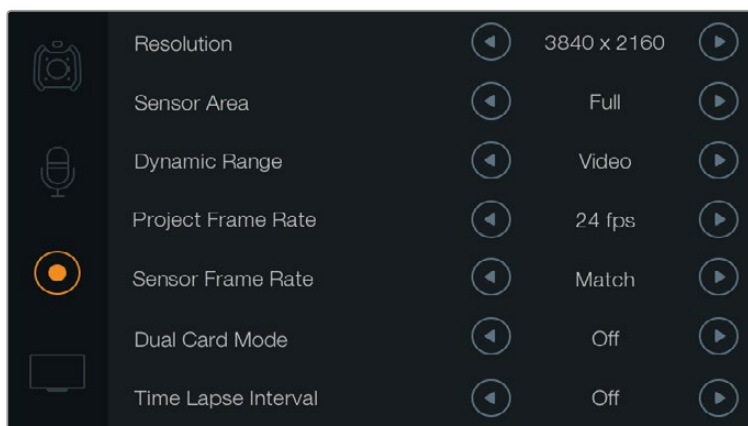 Resolution 3840 x 2160
Sensor Area Full
Dynamic Range Video
Project Frame Rate 24 fps
Sensor Frame Rate Match
Dual Card Mode Off
Time Lapse Interval Off